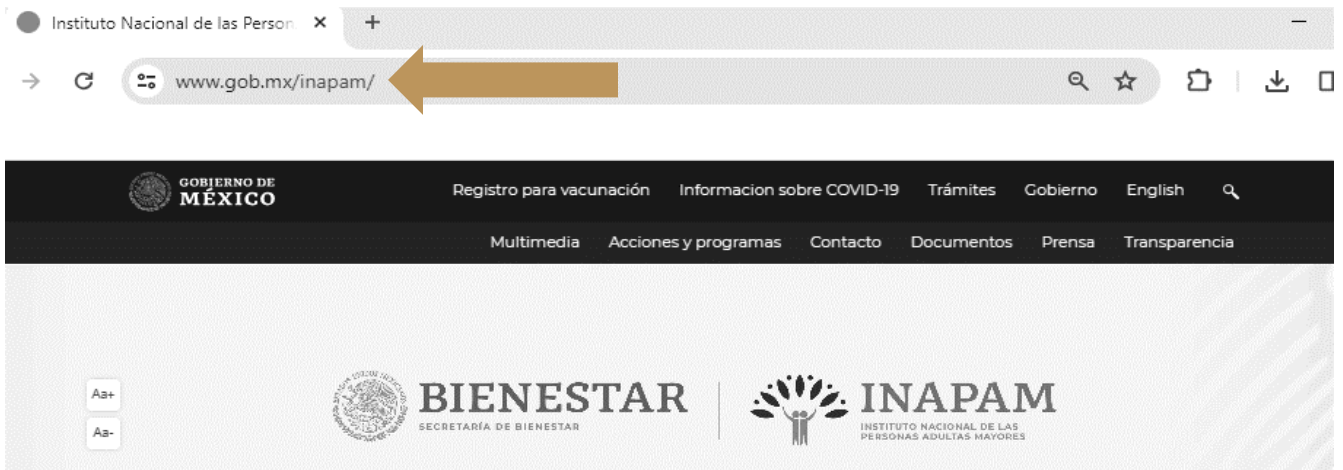 Instituto Nacional de las Person
www.gob.mx/inapam/
GOBIERNO DE
MÉXICO
Registro para vacunación Informacion sobre COVID-19 Trámites Gobierno English
Multimedia Acciones y programas Contacto Documentos Prensa Transparencia
Aa+
Aa-
BIENESTAR
SECRETARÍA DE BIENESTAR
INAPAM
INSTITUTO NACIONAL DE LAS
PERSONAS ADULTAS MAYORES